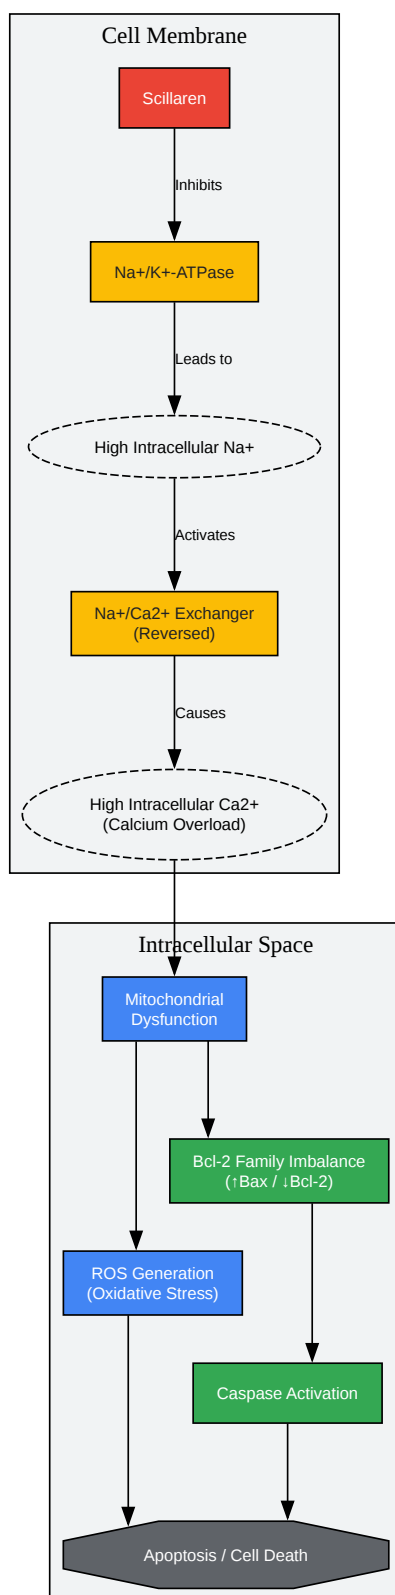 Cell Membrane
Scillaren
Inhibits
Na+/K+-ATPase
Leads to
High Intracellular Na+
Activates
Na+/Ca2+ Exchanger
(Reversed)
Causes
High Intracellular Ca2+
(Calcium Overload)
Intracellular Space
Mitochondrial
Dysfunction
Bcl-2 Family Imbalance
(↑Bax / ↓Bcl-2)
ROS Generation
(Oxidative Stress)
Caspase Activation
Apoptosis / Cell Death